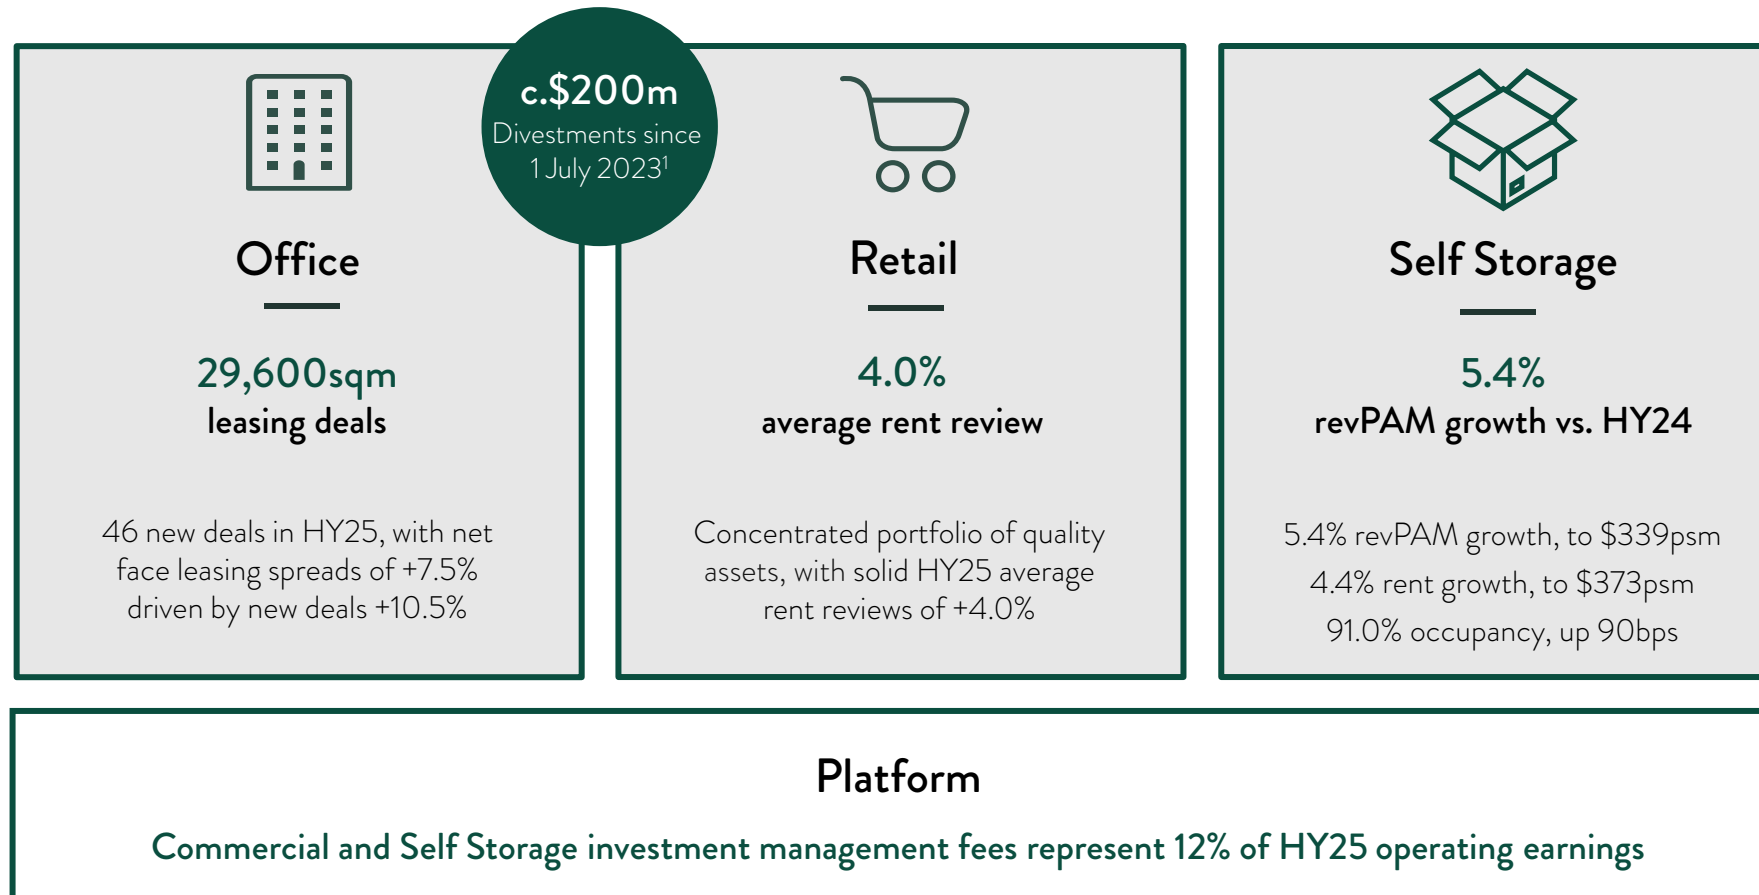 c.$200m
Divestments since
1 July 2023¹
Office
29,600sqm
leasing deals
46 new deals in HY25, with net
face leasing spreads of +7.5%
driven by new deals +10.5%
Retail
4.0%
average rent review
Concentrated portfolio of quality
assets, with solid HY25 average
rent reviews of +4.0%
Self Storage
5.4%
revPAM growth vs. HY24
5.4% revPAM growth, to $339psm
4.4% rent growth, to $373psm
91.0% occupancy, up 90bps
Platform
Commercial and Self Storage investment management fees represent 12% of HY25 operating earnings